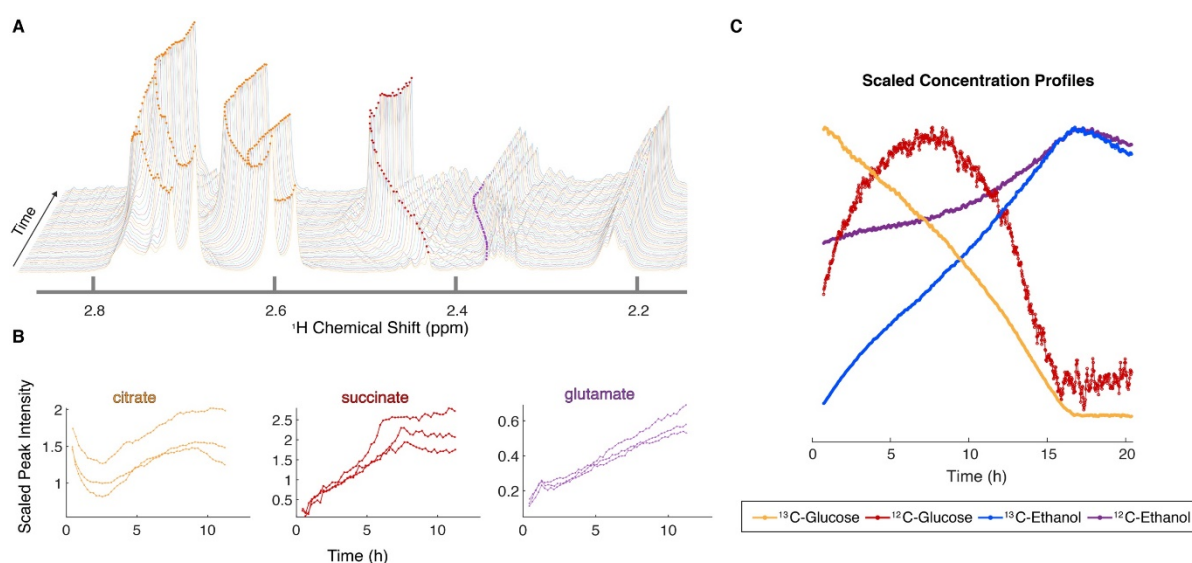 A
Time
2.8 2.6 2.4 2.2
¹H Chemical Shift (ppm)
B
Scaled Peak Intensity
citrate
2
1.5
1
0 5 10
succinate
2.5
2
1.5
1
0.5
0 5 10
glutamate
0.6
0.4
0.2
0 5 10
Time (h)
C
Scaled Concentration Profiles
0 5 10 15 20
Time (h)
¹³C-Glucose ¹²C-Glucose ¹³C-Ethanol ¹²C-Ethanol